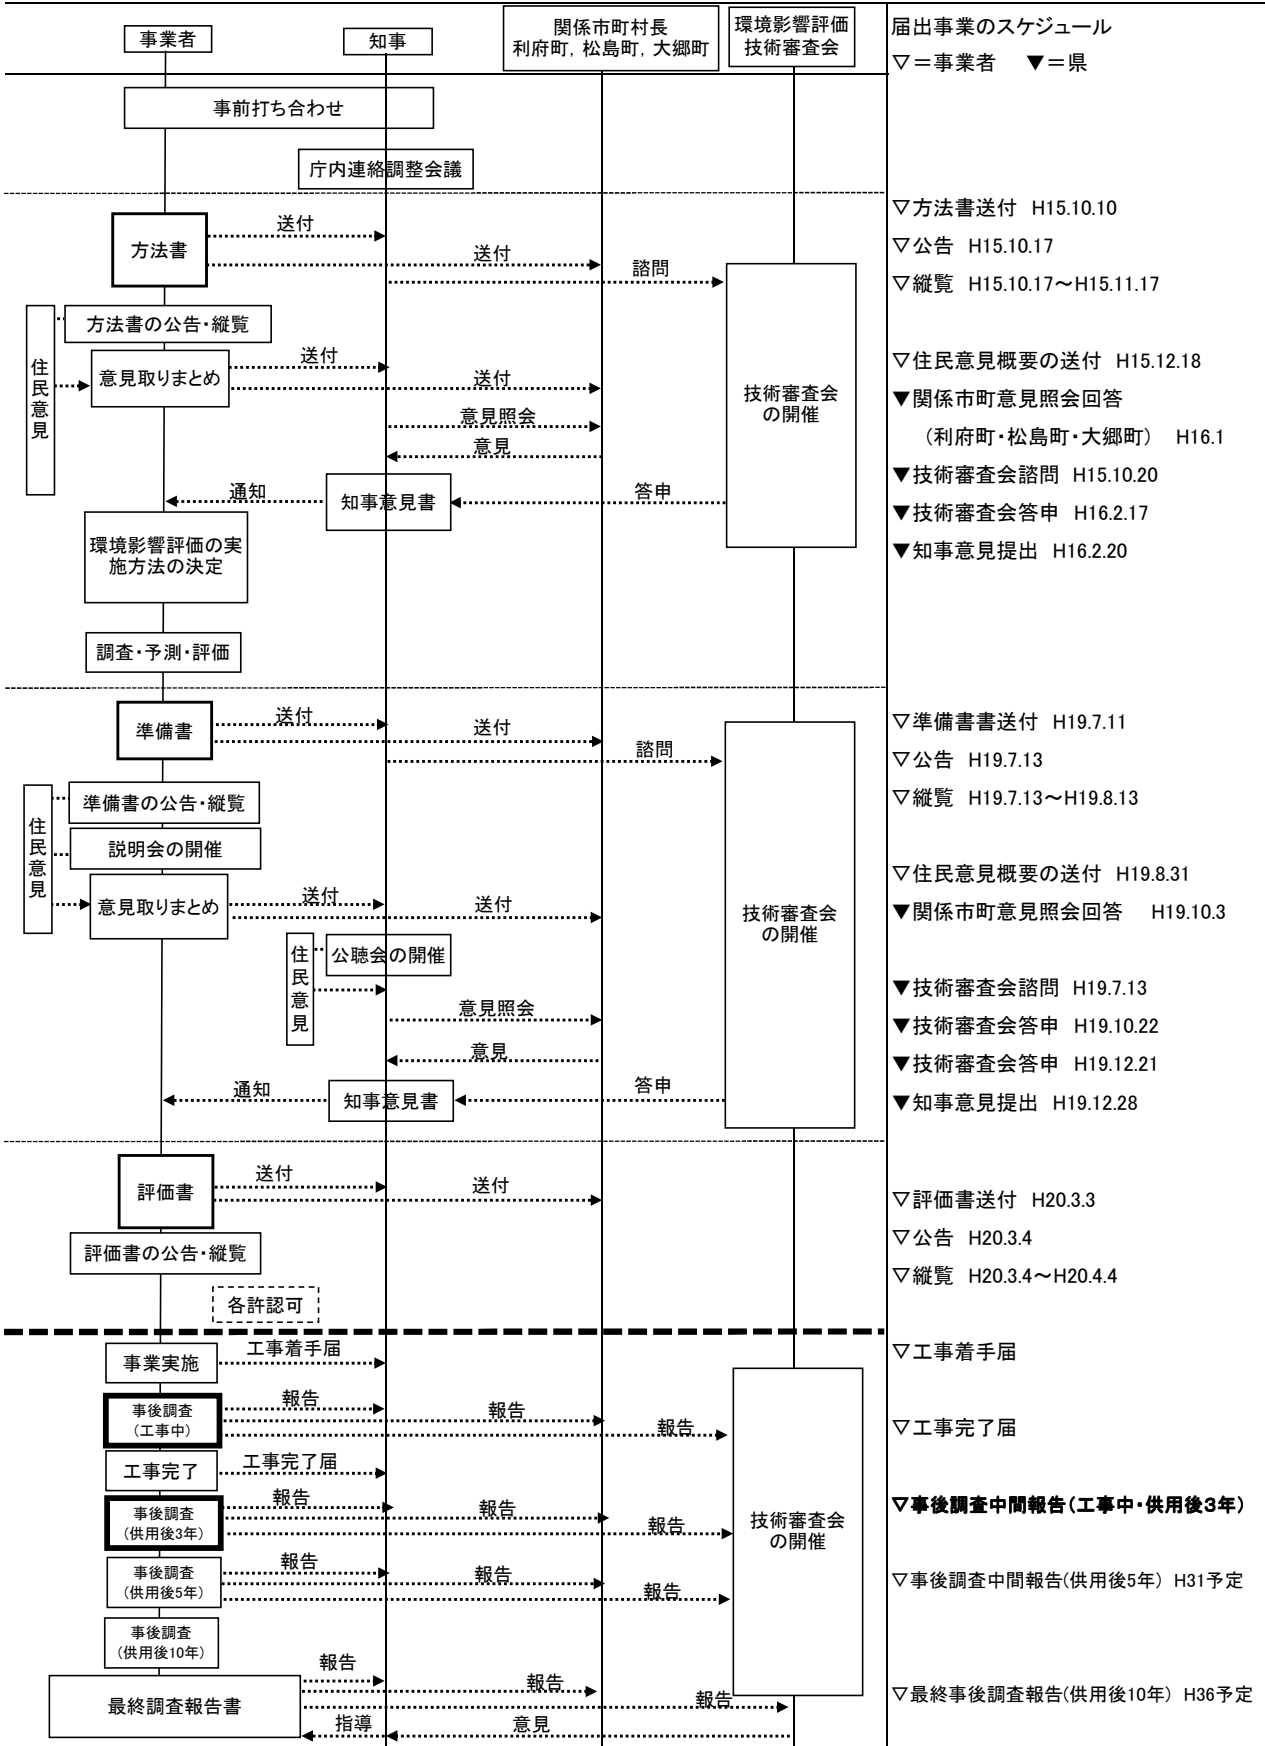 事業者
知事
関係市町村長
利府町，松島町，大郷町
環境影響評価
技術審査会
届出事業のスケジュール
▽＝事業者　▼＝県
事前打ち合わせ
庁内連絡調整会議
方法書
送付
送付
諮問
▽方法書送付　H15.10.10
▽公告　H15.10.17
▽縦覧　H15.10.17～H15.11.17
方法書の公告・縦覧
住民意見
意見取りまとめ
送付
送付
意見照会
意見
技術審査会
の開催
▽住民意見概要の送付　H15.12.18
▼関係市町意見照会回答
（利府町・松島町・大郷町）　H16.1
▼技術審査会諮問　H15.10.20
▼技術審査会答申　H16.2.17
▼知事意見提出　H16.2.20
通知
知事意見書
答申
環境影響評価の実
施方法の決定
調査・予測・評価
準備書
送付
送付
諮問
▽準備書書送付　H19.7.11
▽公告　H19.7.13
▽縦覧　H19.7.13～H19.8.13
準備書の公告・縦覧
住民意見
説明会の開催
意見取りまとめ
送付
送付
技術審査会
の開催
▽住民意見概要の送付　H19.8.31
▼関係市町意見照会回答　H19.10.3
住民意見
公聴会の開催
意見照会
意見
▼技術審査会諮問　H19.7.13
▼技術審査会答申　H19.10.22
▼技術審査会答申　H19.12.21
▼知事意見提出　H19.12.28
通知
知事意見書
答申
評価書
送付
送付
▽評価書送付　H20.3.3
▽公告　H20.3.4
▽縦覧　H20.3.4～H20.4.4
評価書の公告・縦覧
各許認可
事業実施
工事着手届
▽工事着手届
事後調査
（工事中）
報告
報告
報告
▽工事完了届
工事完了
工事完了届
事後調査
（供用後3年）
報告
報告
報告
技術審査会
の開催
▽事後調査中間報告（工事中・供用後３年）
事後調査
（供用後5年）
報告
報告
▽事後調査中間報告(供用後5年)　H31予定
事後調査
（供用後10年）
最終調査報告書
報告
報告
報告
▽最終事後調査報告(供用後10年)　H36予定
指導
意見